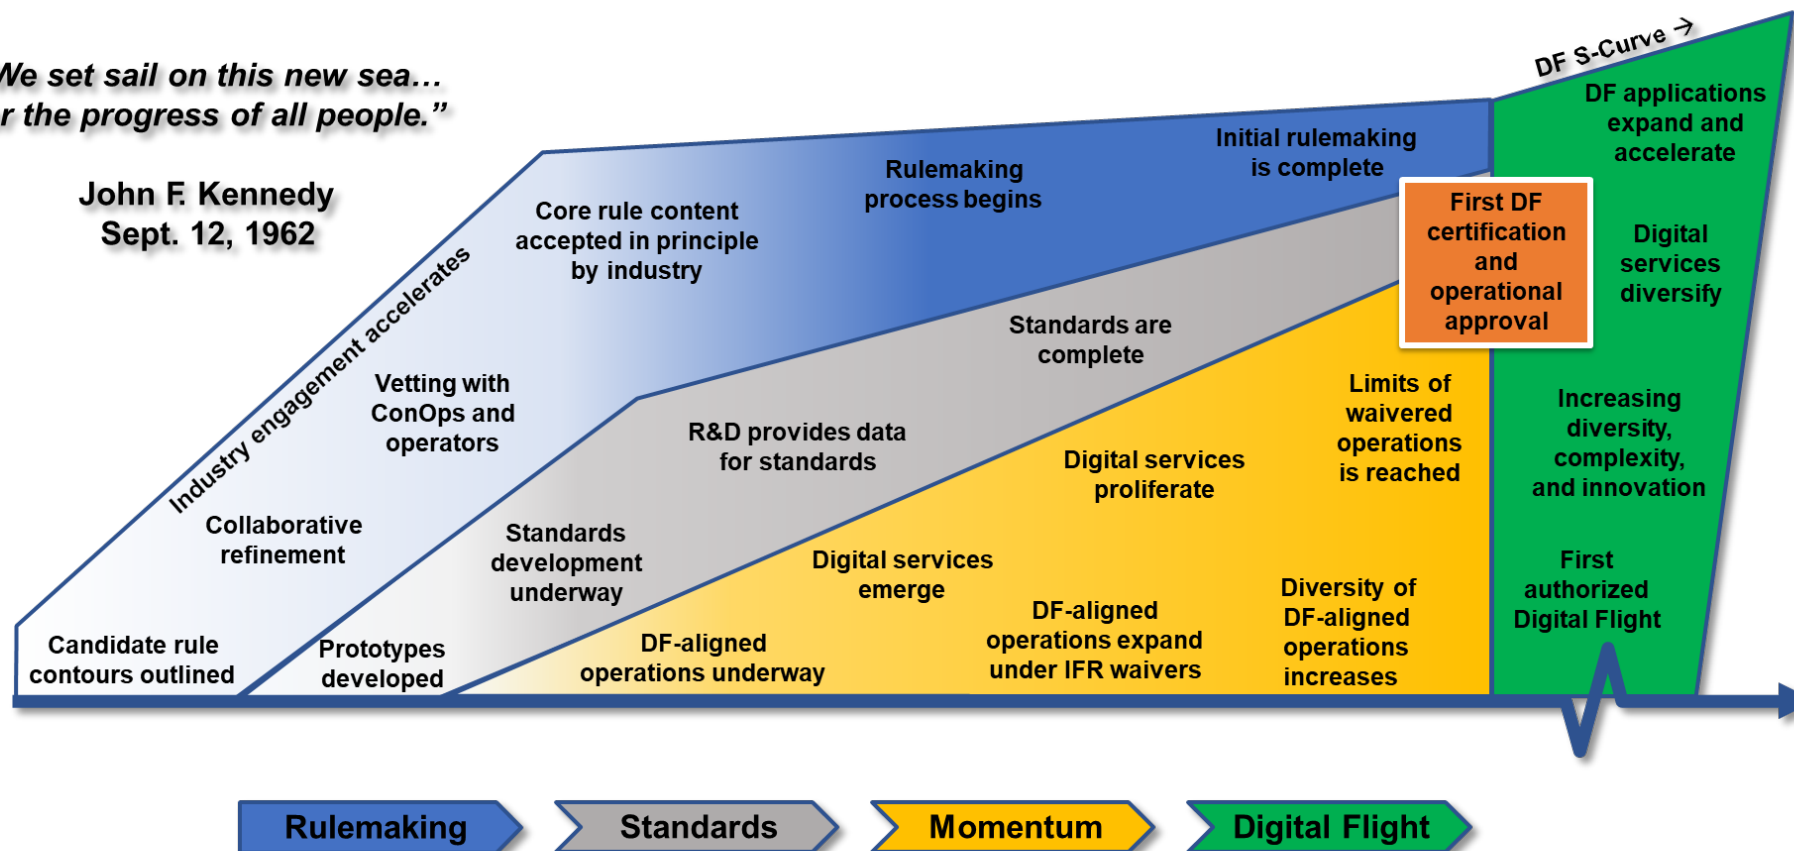 We set sail on this new sea…
r the progress of all people.”
John F. Kennedy
Sept. 12, 1962
DF S-Curve →
Industry engagement accelerates
Candidate rule
contours outlined
Collaborative
refinement
Vetting with
ConOps and
operators
Core rule content
accepted in principle
by industry
Rulemaking
process begins
Initial rulemaking
is complete
Prototypes
developed
Standards
development
underway
R&D provides data
for standards
Standards are
complete
DF-aligned
operations underway
Digital services
emerge
DF-aligned
operations expand
under IFR waivers
Digital services
proliferate
Diversity of
DF-aligned
operations
increases
Limits of
waivered
operations
is reached
First DF
certification
and
operational
approval
DF applications
expand and
accelerate
Digital
services
diversify
Increasing
diversity,
complexity,
and innovation
First
authorized
Digital Flight
Rulemaking
Standards
Momentum
Digital Flight